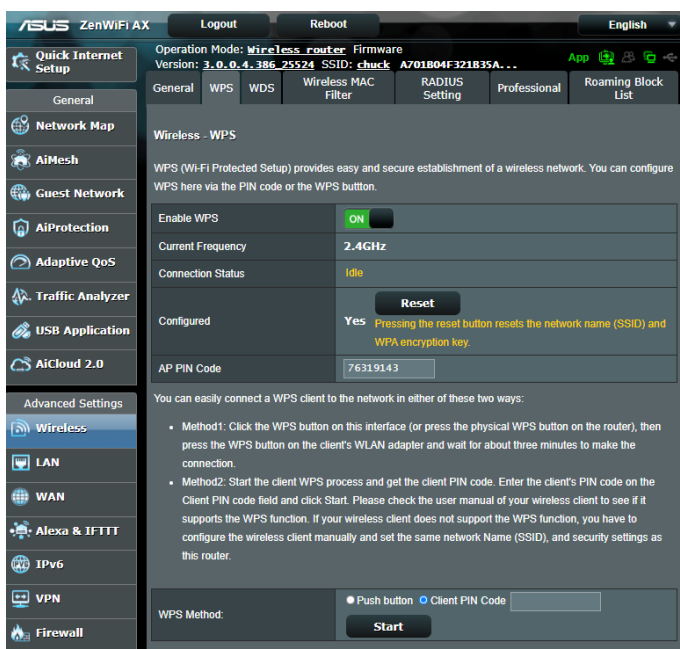 ASUS ZenWiFi AX Logout Reboot English
Quick Internet Setup
Operation Mode: Wireless router Firmware
Version: 3.0.0.4.386_25524 SSID: chuck A701B04F321B35A...
App
General WPS WDS Wireless MAC Filter RADIUS Setting Professional Roaming Block List
General
Network Map
AiMesh
Guest Network
AiProtection
Adaptive QoS
Traffic Analyzer
USB Application
AiCloud 2.0
Advanced Settings
Wireless
LAN
WAN
Alexa & IFTTT
IPv6
VPN
Firewall
Wireless - WPS
WPS (Wi-Fi Protected Setup) provides easy and secure establishment of a wireless network. You can configure
WPS here via the PIN code or the WPS buttton.
Enable WPS ON
Current Frequency 2.4GHz
Connection Status Idle
Configured Yes Reset
Pressing the reset button resets the network name (SSID) and
WPA encryption key.
AP PIN Code 76319143
You can easily connect a WPS client to the network in either of these two ways:
• Method1: Click the WPS button on this interface (or press the physical WPS button on the router), then
press the WPS button on the client's WLAN adapter and wait for about three minutes to make the
connection.
• Method2: Start the client WPS process and get the client PIN code. Enter the client's PIN code on the
Client PIN code field and click Start. Please check the user manual of your wireless client to see if it
supports the WPS function. If your wireless client does not support the WPS function, you have to
configure the wireless client manually and set the same network Name (SSID), and security settings as
this router.
WPS Method: Push button Client PIN Code
Start